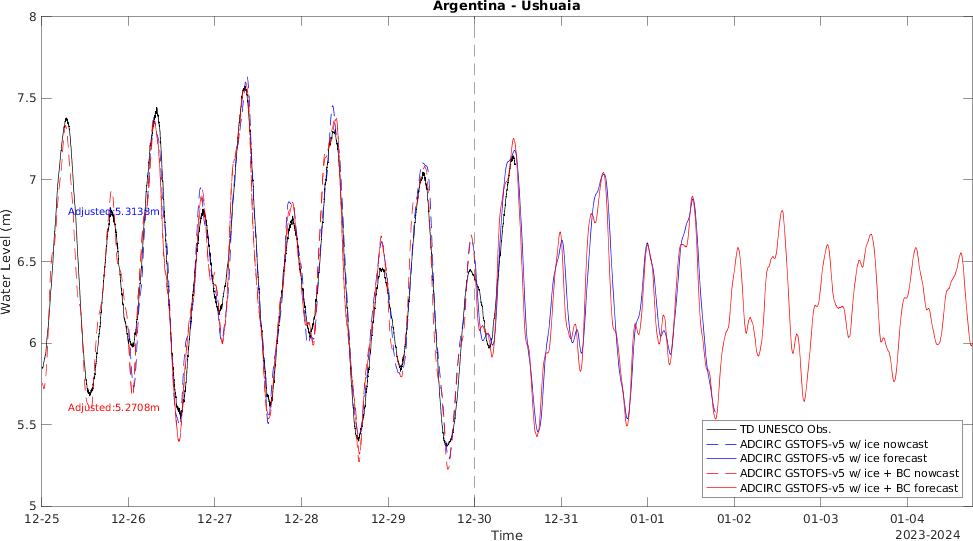 Argentina - Ushuaia
8
7.5
7
6.5
6
5.5
5
Water Level (m)
Adjusted:5.3138m
Adjusted:5.2708m
TD UNESCO Obs.
ADCIRC GSTOFS-v5 w/ ice nowcast
ADCIRC GSTOFS-v5 w/ ice forecast
ADCIRC GSTOFS-v5 w/ ice + BC nowcast
ADCIRC GSTOFS-v5 w/ ice + BC forecast
12-25 12-26 12-27 12-28 12-29 12-30 12-31 01-01 01-02 01-03 01-04
Time
2023-2024